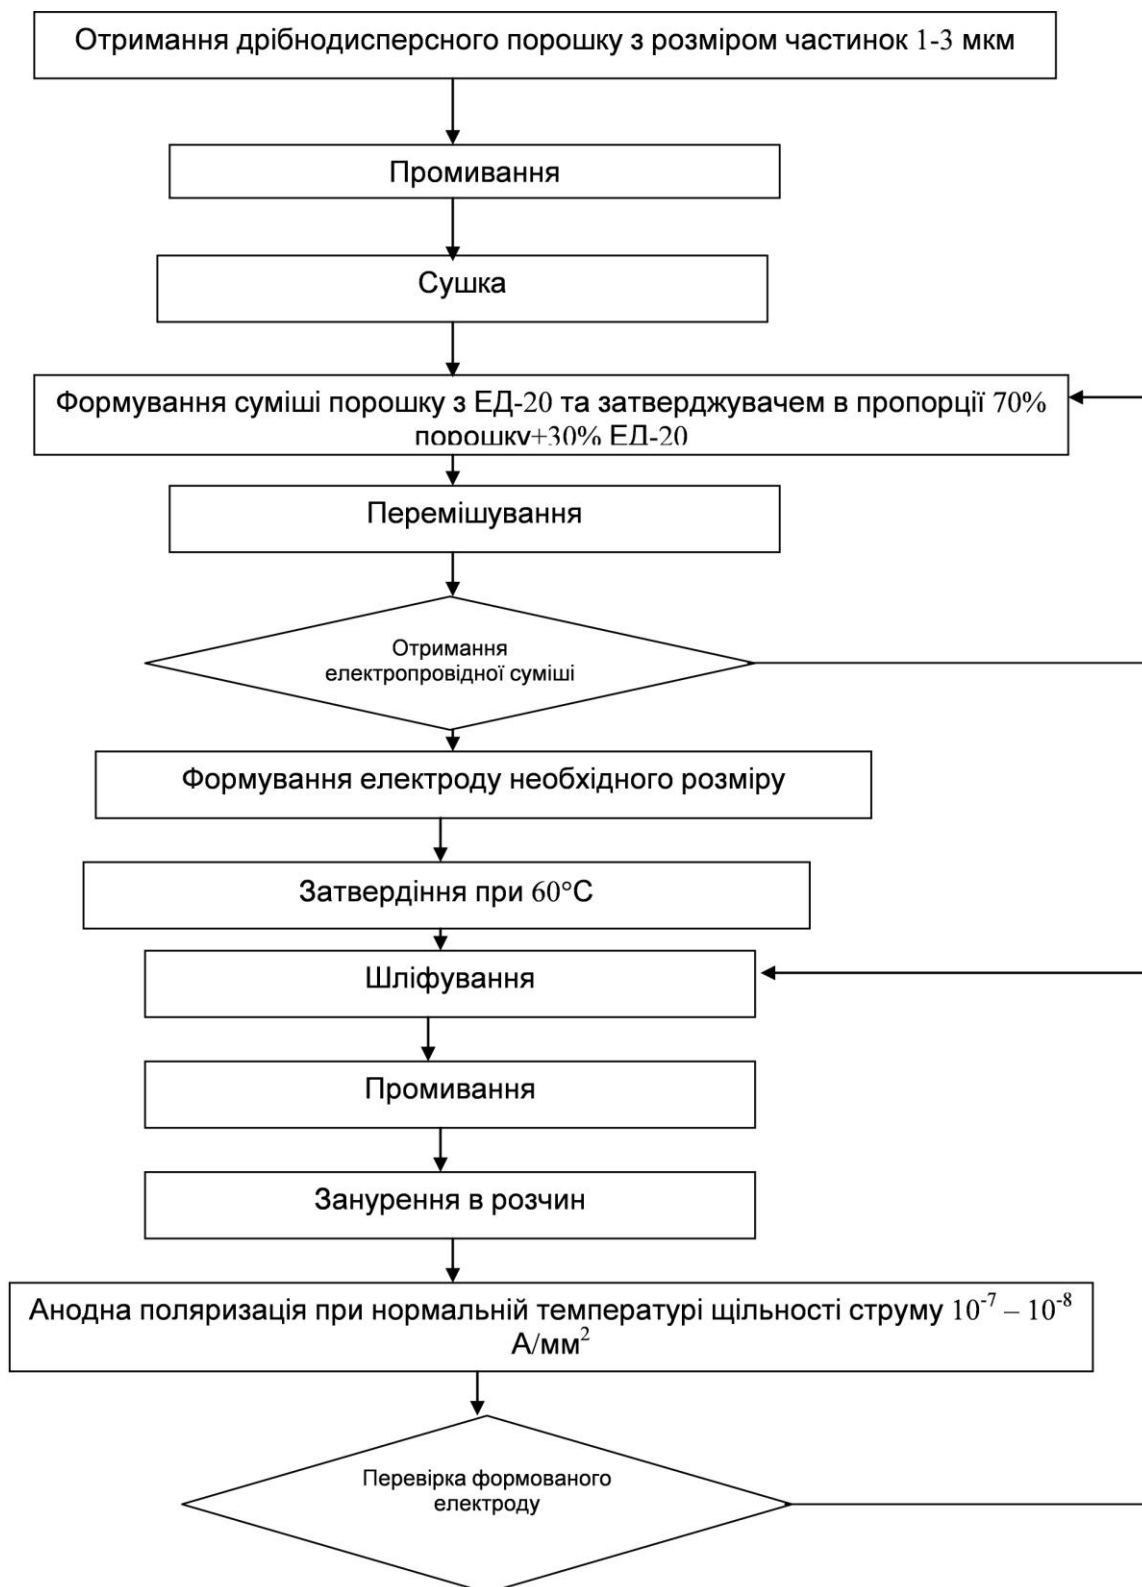 Отримання дрібнодисперсного порошку з розміром частинок 1-3 мкм
Промивання
Сушка
Формування суміші порошку з ЕД-20 та затверджувачем в пропорції 70%
порошку+30% ЕД-20
Перемішування
Отримання
електропровідної суміші
Формування електроду необхідного розміру
Затвердіння при 60°С
Шліфування
Промивання
Занурення в розчин
Анодна поляризація при нормальній температурі щільності струму 10⁻⁷ – 10⁻⁸
А/мм²
Перевірка формованого
електроду